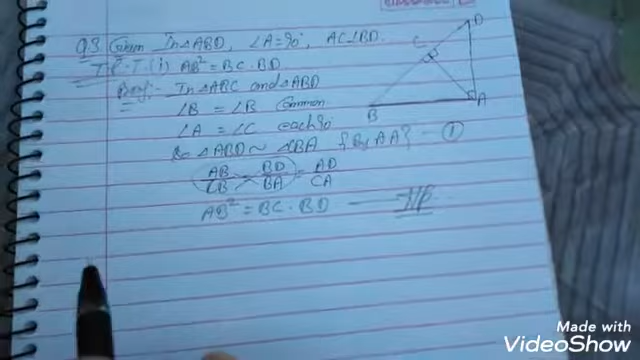 Q3 Given In △ABD, ∠A=90°, AC⊥BD.
T.P.T (i) AB² = BC·BD
Proof:- In △ABC and △ABD
∠B = ∠B Common
∠A = ∠C each 90°
So △ABD ~ △CBA {By AA} — ①
AB/CB = BD/BA = AD/CA
AB² = BC·BD — HP
D
C
B
A
Made with
VideoShow